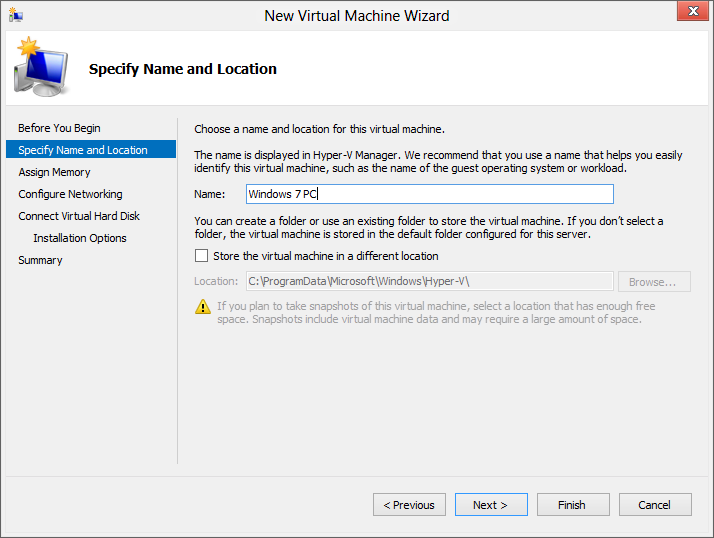 New Virtual Machine Wizard
Specify Name and Location
Before You Begin
Specify Name and Location
Assign Memory
Configure Networking
Connect Virtual Hard Disk
Installation Options
Summary
Choose a name and location for this virtual machine.
The name is displayed in Hyper-V Manager. We recommend that you use a name that helps you easily
identify this virtual machine, such as the name of the guest operating system or workload.
Name: Windows 7 PC
You can create a folder or use an existing folder to store the virtual machine. If you don't select a
folder, the virtual machine is stored in the default folder configured for this server.
Store the virtual machine in a different location
Location: C:\ProgramData\Microsoft\Windows\Hyper-V\ Browse...
If you plan to take snapshots of this virtual machine, select a location that has enough free
space. Snapshots include virtual machine data and may require a large amount of space.
< Previous Next > Finish Cancel